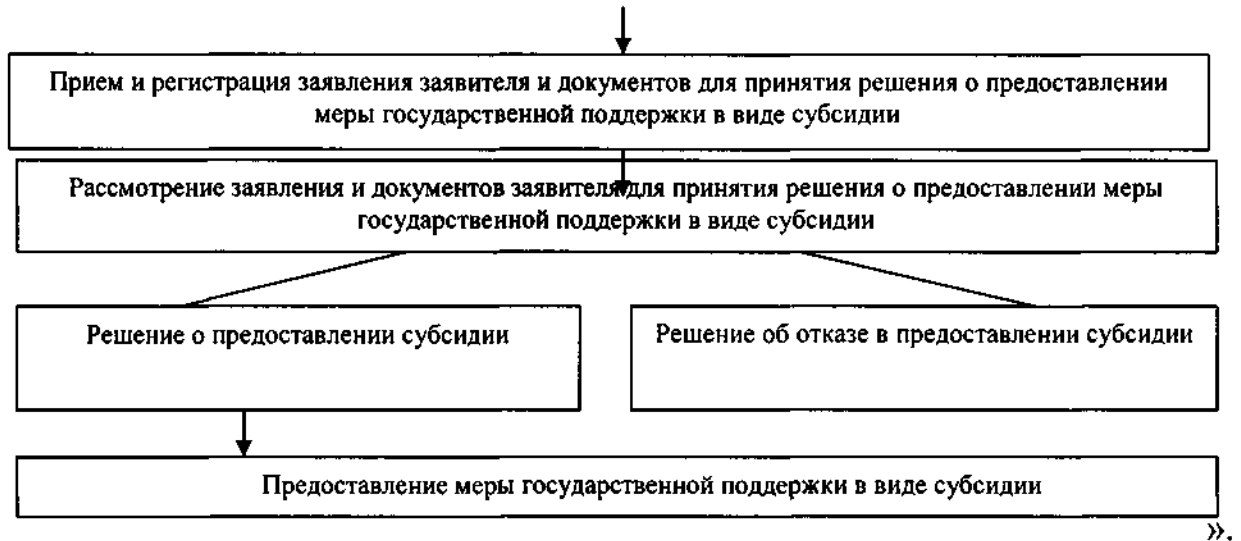 Прием и регистрация заявления заявителя и документов для принятия решения о предоставлении
меры государственной поддержки в виде субсидии
Рассмотрение заявления и документов заявителя для принятия решения о предоставлении меры
государственной поддержки в виде субсидии
Решение о предоставлении субсидии
Решение об отказе в предоставлении субсидии
Предоставление меры государственной поддержки в виде субсидии
».